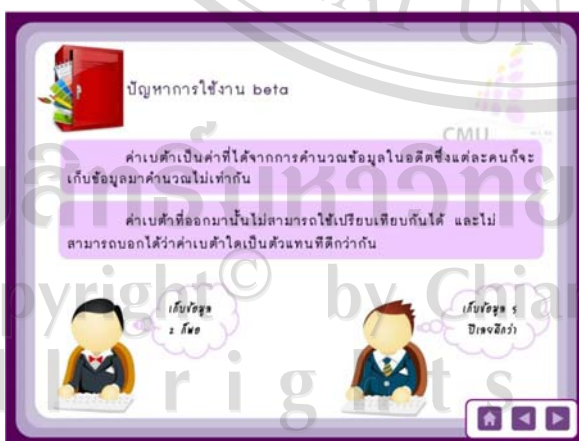 ปัญหาการใช้งาน beta
CMU
ค่าเบต้าเป็นค่าที่ได้จากการคำนวณข้อมูลในอดีตซึ่งแต่ละคนก็จะ
เก็บข้อมูลมาคำนวณไม่เท่ากัน
ค่าเบต้าที่ออกมานั้นไม่สามารถใช้เปรียบเทียบกันได้ และไม่
สามารถบอกได้ว่าค่าเบต้าใดเป็นตัวแทนที่ดีกว่ากัน
เก็บข้อมูล
2 ก็พอ
เก็บข้อมูล 5
ปีเลยดีกว่า
by Chian
All rights